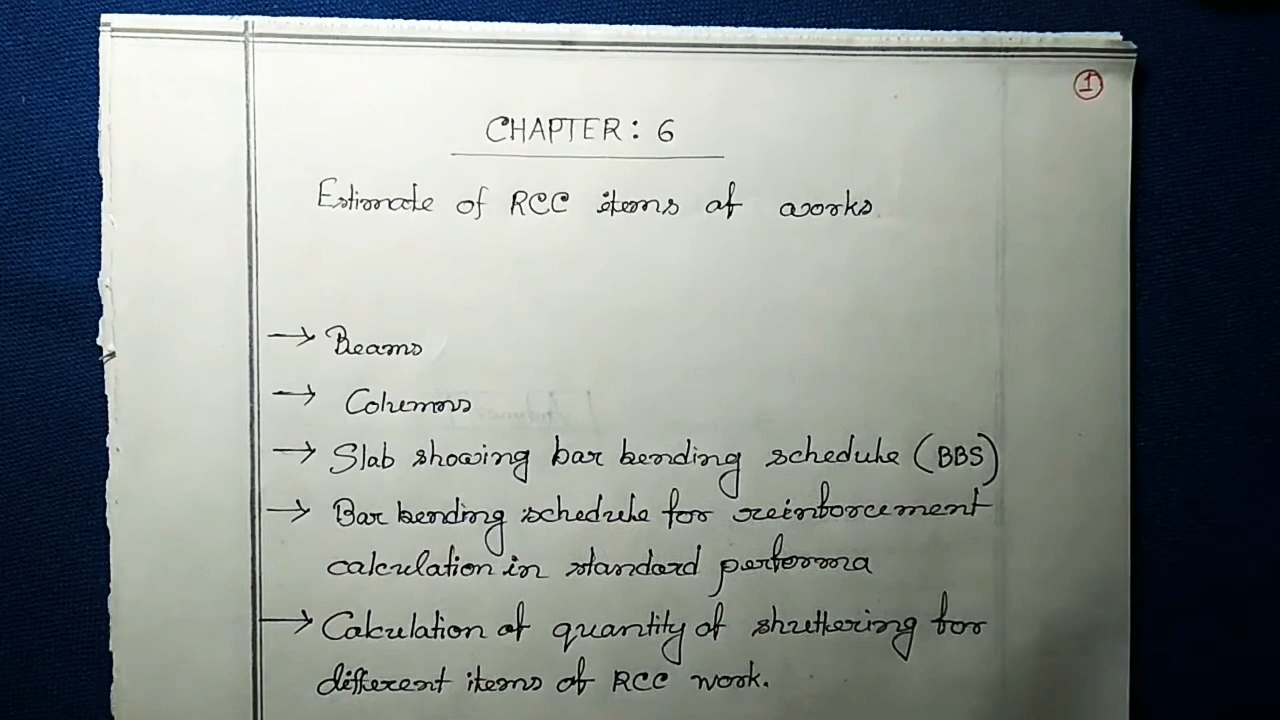 1
CHAPTER: 6
Estimate of RCC items of works.
→ Beams
→ Columns
→ Slab showing bar bending schedule (BBS)
→ Bar bending schedule for reinforcement
calculation in standard performa
→ Calculation of quantity of shuttering for
different items of RCC work.